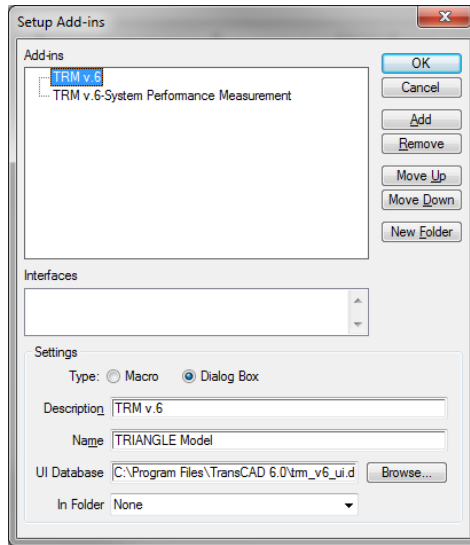 Setup Add-ins
Add-ins
TRM v.6
TRM v.6-System Performance Measurement
OK
Cancel
Add
Remove
Move Up
Move Down
New Folder
Interfaces
Settings
Type: Macro Dialog Box
Description TRM v.6
Name TRIANGLE Model
UI Database C:\Program Files\TransCAD 6.0\trm_v6_ui.d Browse...
In Folder None